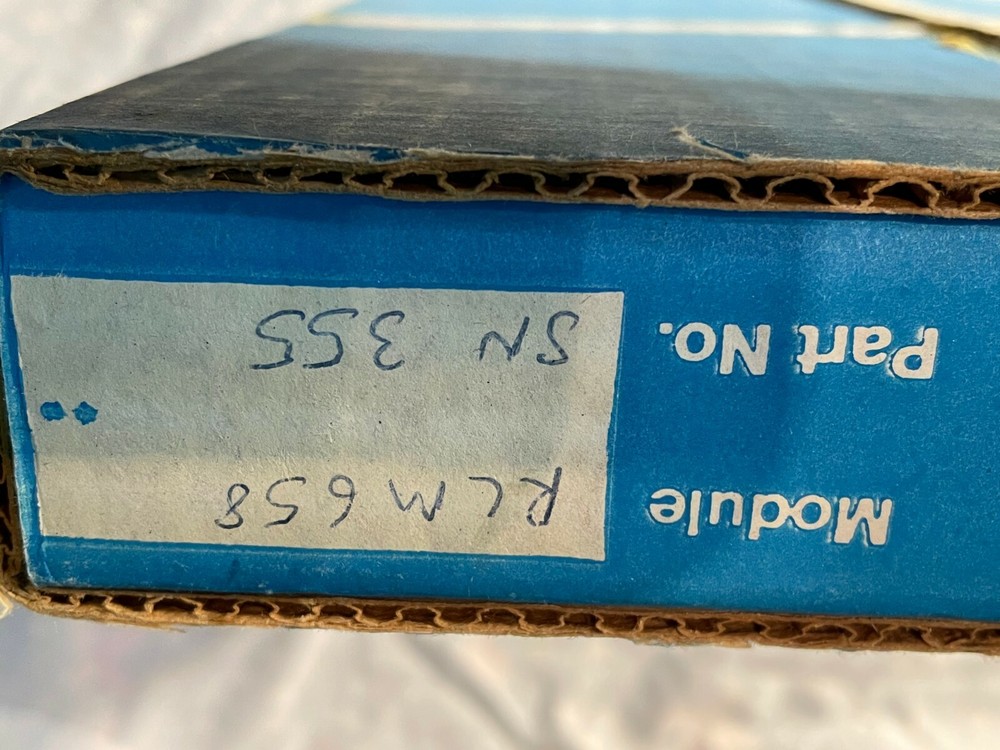 Module RLM 658
Part No. SN 355